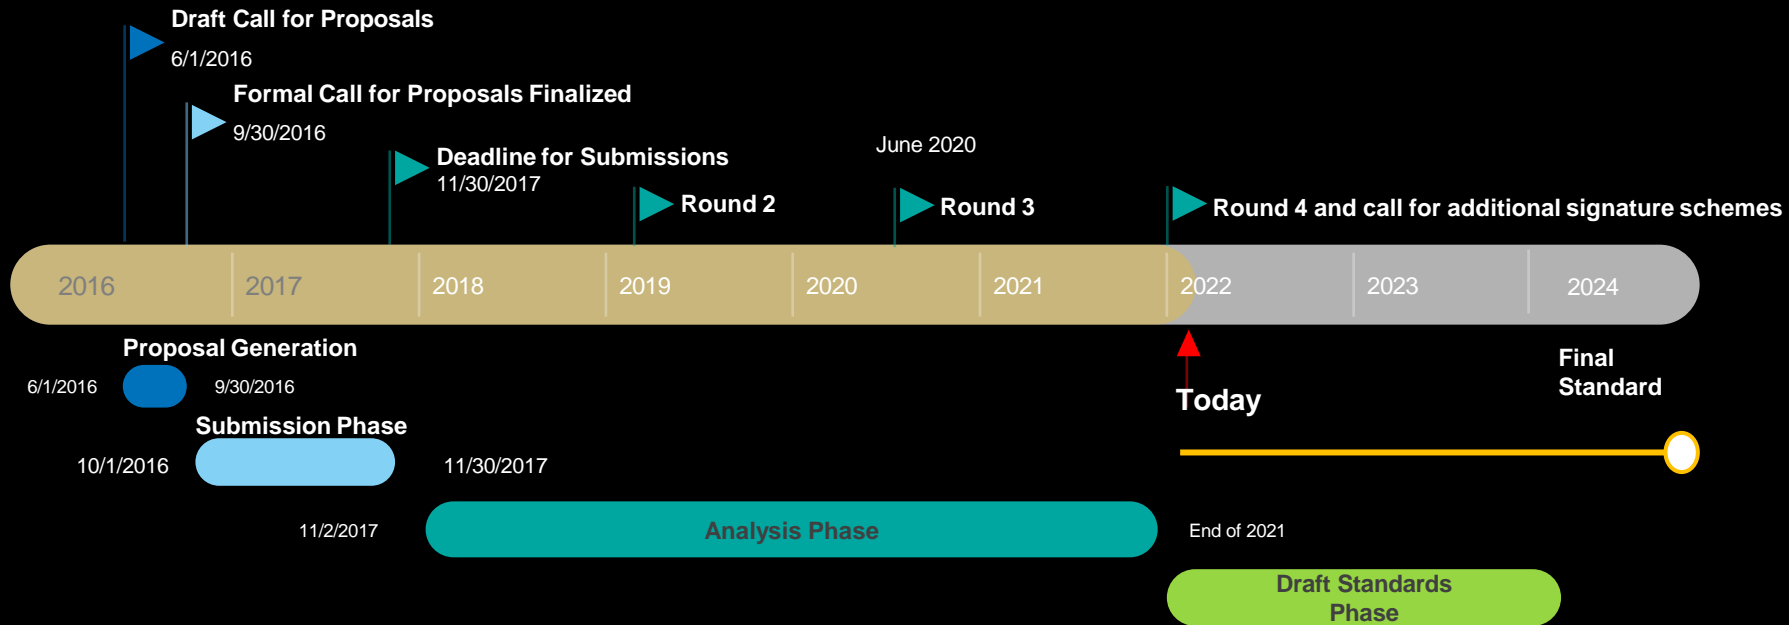 Draft Call for Proposals
6/1/2016
Formal Call for Proposals Finalized
9/30/2016
Deadline for Submissions
11/30/2017
June 2020
Round 2
Round 3
Round 4 and call for additional signature schemes
2016
2017
2018
2019
2020
2021
2022
2023
2024
Proposal Generation
6/1/2016
9/30/2016
Final
Standard
Today
Submission Phase
10/1/2016
11/30/2017
11/2/2017
Analysis Phase
End of 2021
Draft Standards
Phase